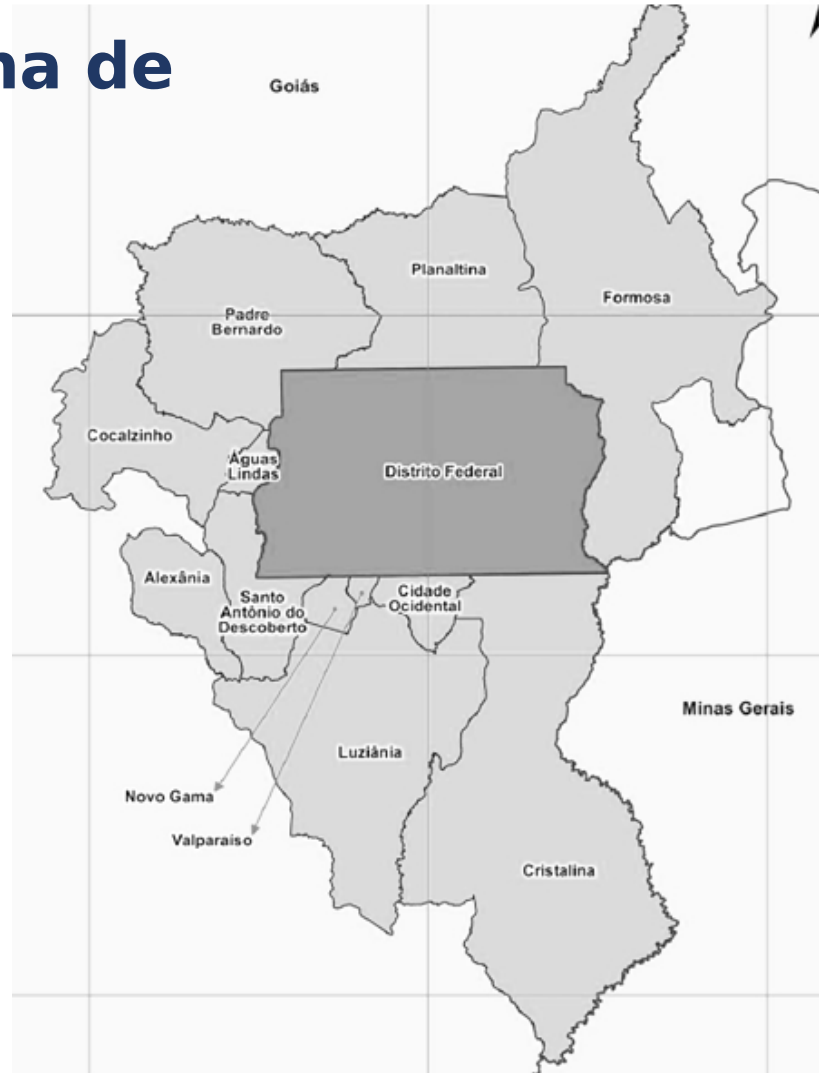 na de
Goiás
Planaltina
Formosa
Padre
Bernardo
Cocalzinho
Águas
Lindas
Distrito Federal
Alexânia
Santo
Antônio do
Descoberto
Cidade
Ocidental
Minas Gerais
Luziânia
Novo Gama
Valparaiso
Cristalina